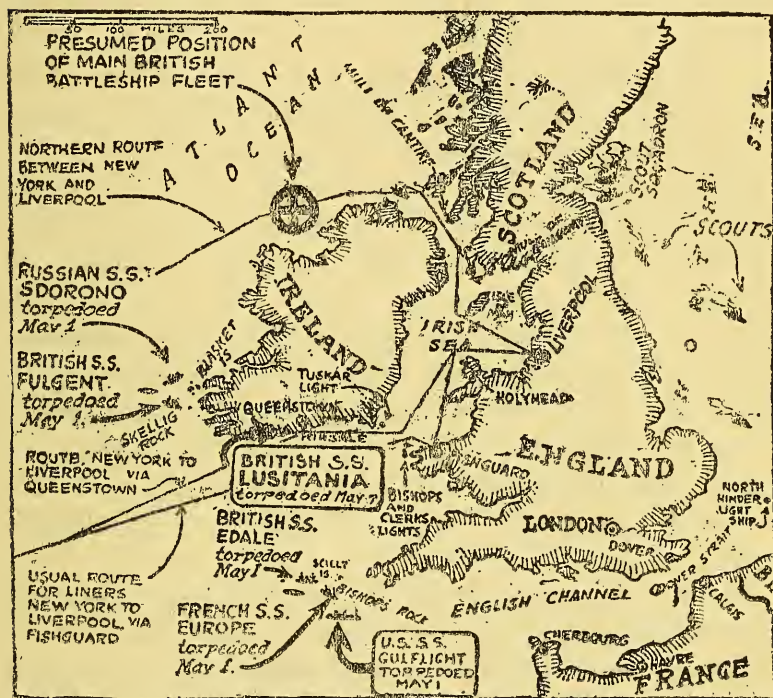 50 100 MILES 200
PRESUMED POSITION
OF MAIN BRITISH
BATTLESHIP FLEET
ATLANTIC
OCEAN
MULL OF CANTIRE
SCOTLAND
SCOUT
SQUADRON
SEA
SCOUTS
NORTHERN ROUTE
BETWEEN NEW
YORK AND
LIVERPOOL
RUSSIAN S.S.
SDORONO
torpedoed
May 1
BLASKET
IS
IRELAND
IRISH
SEA
LIVERPOOL
BRITISH S.S.
FULGENT
torpedoed
May 1.
SKELLIG
ROCK
TUSKAR
LIGHT
QUEENSTOWN
KINSALE
HOLYHEAD
ROUTE, NEW YORK TO
LIVERPOOL VIA
QUEENSTOWN
BRITISH S.S.
LUSITANIA
torpedoed May 7
ENGLAND
BISHOPS
AND
CLERKS
LIGHTS
LONDON
DOVER
DOVER STRAIT
NORTH
HINDER
LIGHT
SHIP
BRITISH S.S.
EDALE
torpedoed
May 1
SCILLY
IS.
BISHOPS ROCK
ENGLISH CHANNEL
CALAIS
USUAL ROUTE
FOR LINERS
NEW YORK TO
LIVERPOOL, VIA
FISHGUARD
FRENCH S.S.
EUROPE
torpedoed
May 1.
U.S. S.S.
GULFLIGHT
TORPEDOED
MAY 1
CHERBOURG
HAVRE
FRANCE